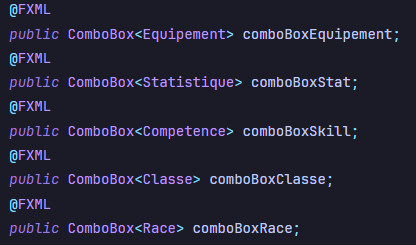 @FXML
public ComboBox<Equipement> comboBoxEquipement;
@FXML
public ComboBox<Statistique> comboBoxStat;
@FXML
public ComboBox<Competence> comboBoxSkill;
@FXML
public ComboBox<Classe> comboBoxClasse;
@FXML
public ComboBox<Race> comboBoxRace;